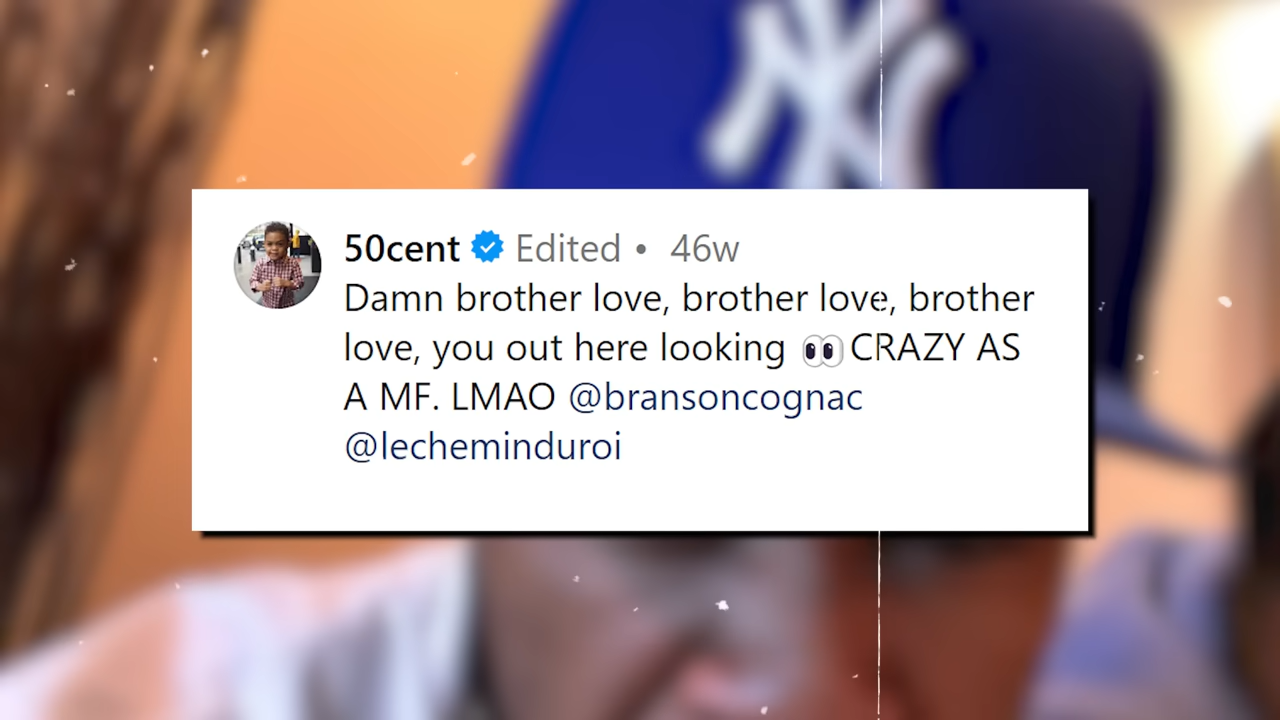 NY
50cent Edited • 46w
Damn brother love, brother love, brother
love, you out here looking 👀 CRAZY AS
A MF. LMAO @bransoncognac
@lecheminduroi